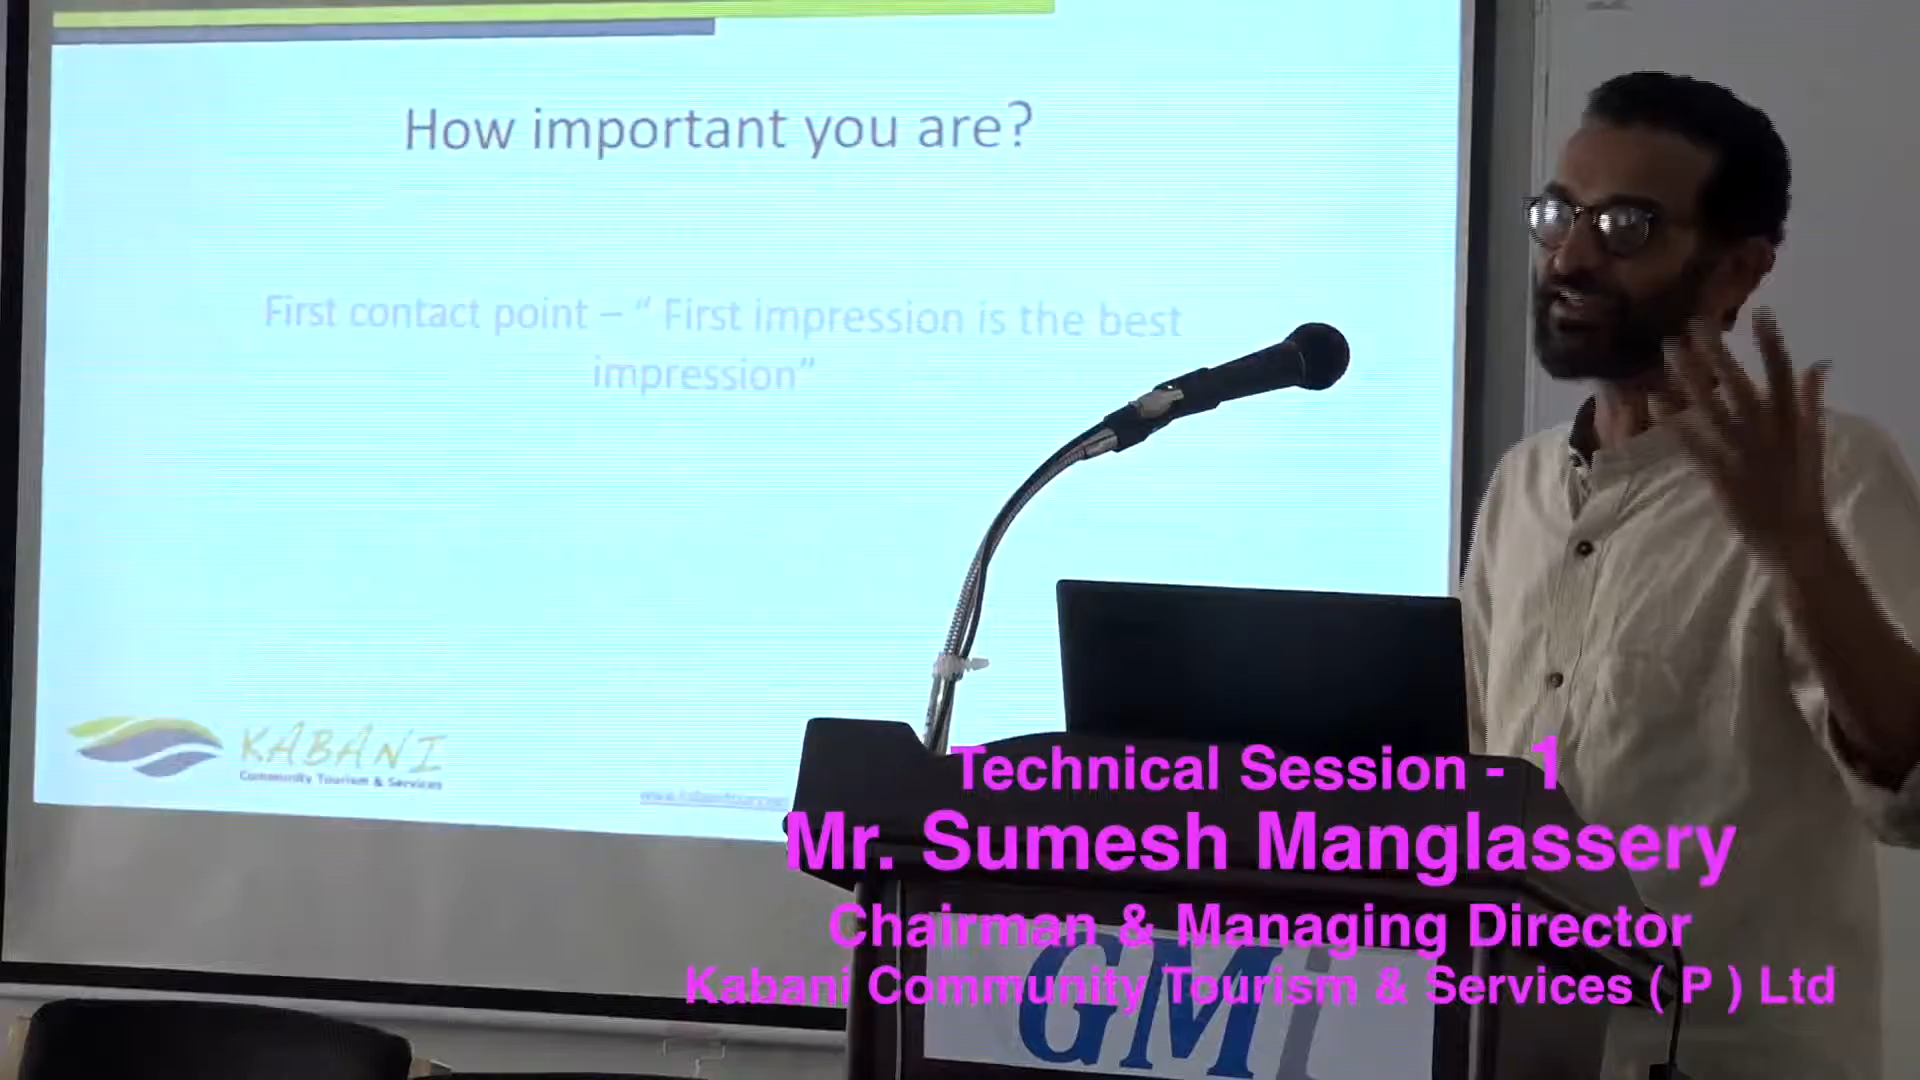 How important you are?
First contact point – “ First impression is the best
impression”
KABANI
Community Tourism & Services
Technical Session - 1
Mr. Sumesh Manglassery
Chairman & Managing Director
Kabani Community Tourism & Services ( P ) Ltd
GMi